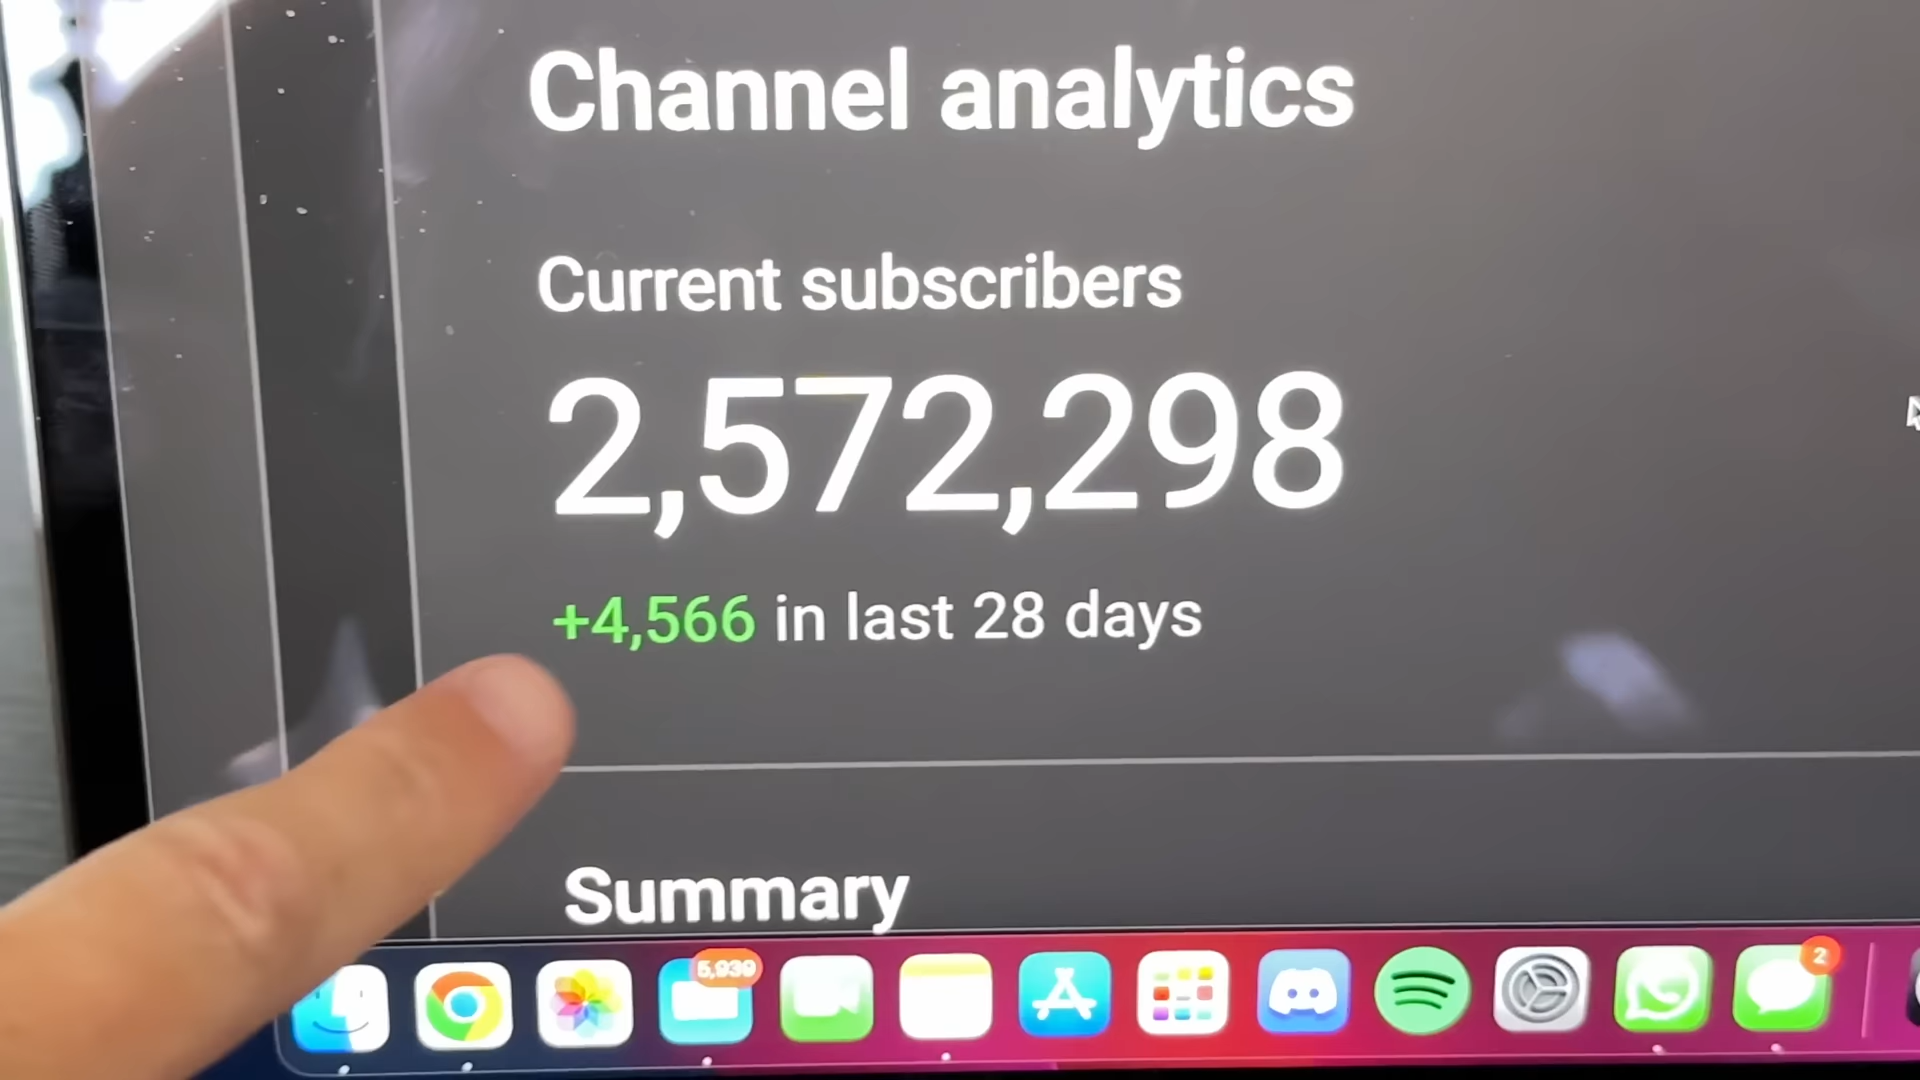 Channel analytics
Current subscribers
2,572,298
+4,566 in last 28 days
Summary
5,939
2